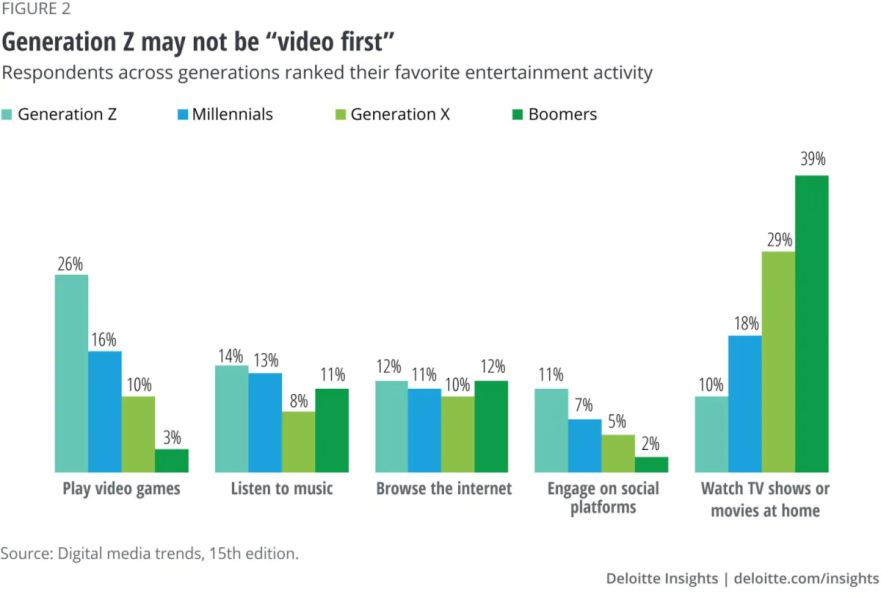 FIGURE 2
Generation Z may not be “video first”
Respondents across generations ranked their favorite entertainment activity
Generation Z Millennials Generation X Boomers
26% 16% 10% 3%
14% 13% 8% 11%
12% 11% 10% 12%
11% 7% 5% 2%
10% 18% 29% 39%
Play video games
Listen to music
Browse the internet
Engage on social
platforms
Watch TV shows or
movies at home
Source: Digital media trends, 15th edition.
Deloitte Insights | deloitte.com/insights